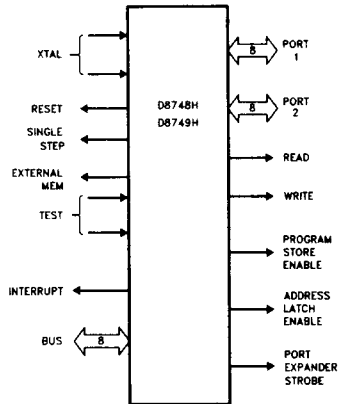 XTAL
RESET
SINGLE
STEP
EXTERNAL
MEM
TEST
INTERRUPT
BUS
8
D8748H
D8749H
8
PORT
1
8
PORT
2
READ
WRITE
PROGRAM
STORE
ENABLE
ADDRESS
LATCH
ENABLE
PORT
EXPANDER
STROBE